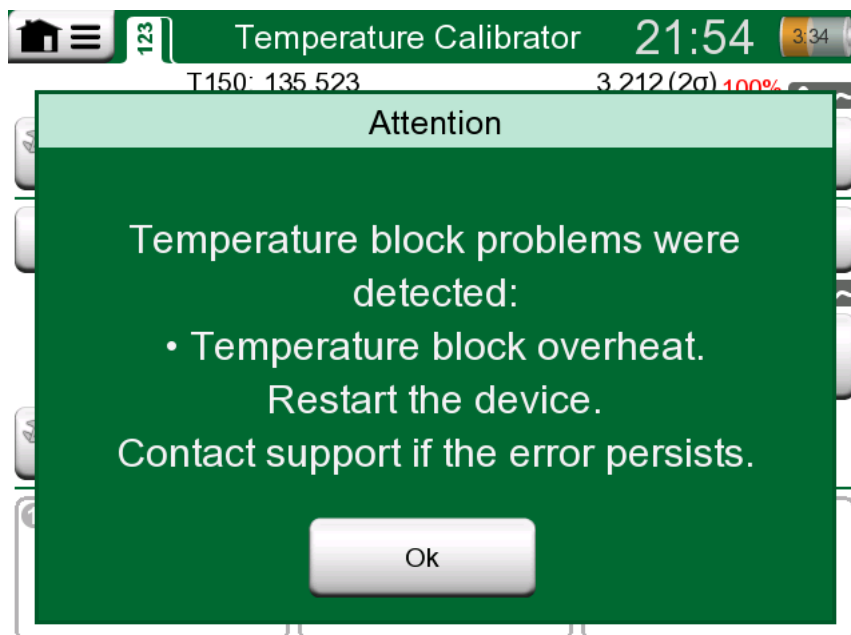 123
Temperature Calibrator
21:54
3:34
T150: 135.523
3.212 (2σ) 100%
Attention
Temperature block problems were
detected:
• Temperature block overheat.
Restart the device.
Contact support if the error persists.
Ok